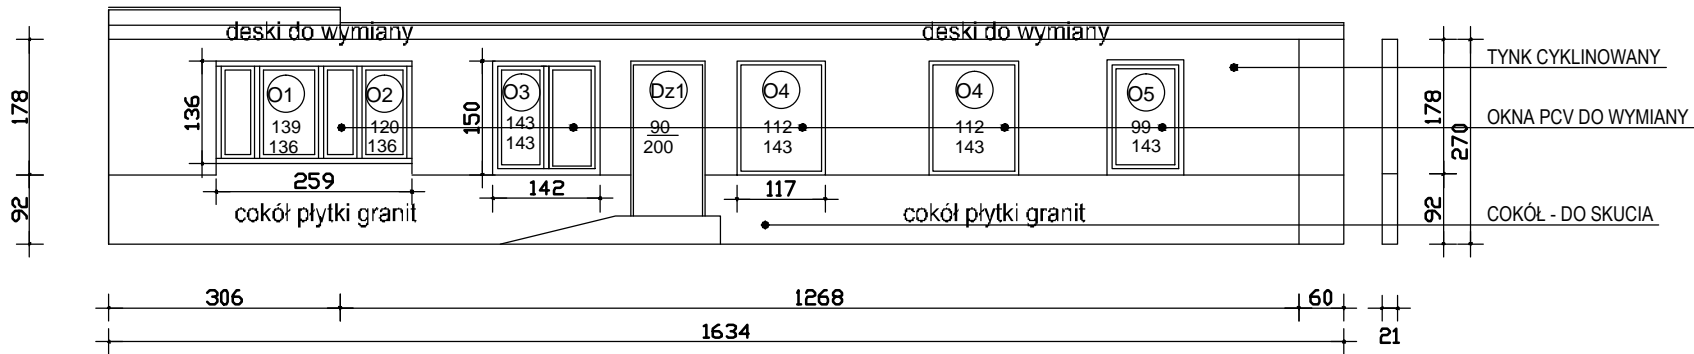 deski do wymiany
deski do wymiany
TYNK CYKLINOWANY
178
136
O1
139
136
O2
120
136
150
O3
143
143
Dz1
90
200
O4
112
143
O4
112
143
O5
99
143
178
270
OKNA PCV DO WYMIANY
259
142
117
92
cokół płytki granit
cokół płytki granit
92
COKÓŁ - DO SKUCIA
306
1268
60
1634
21